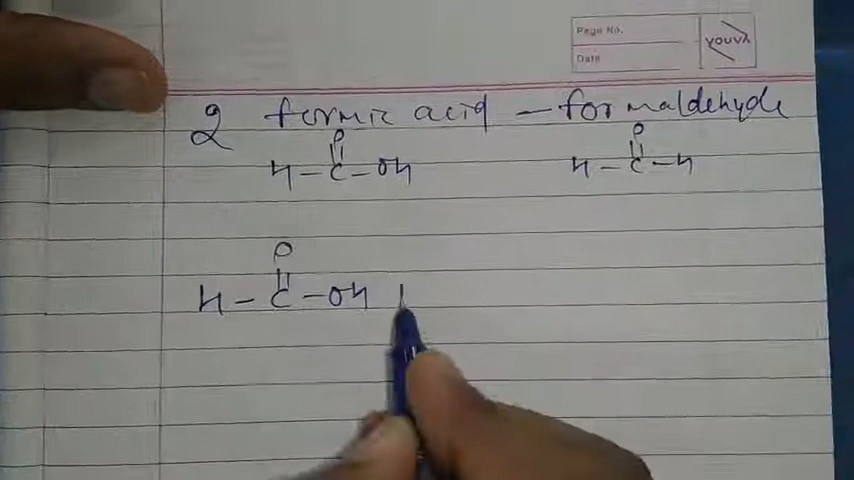 Page No.
Date
YOUVA
2 formic acid — formaldehyde
O O
H – C – OH H – C – H
O
H – C – OH